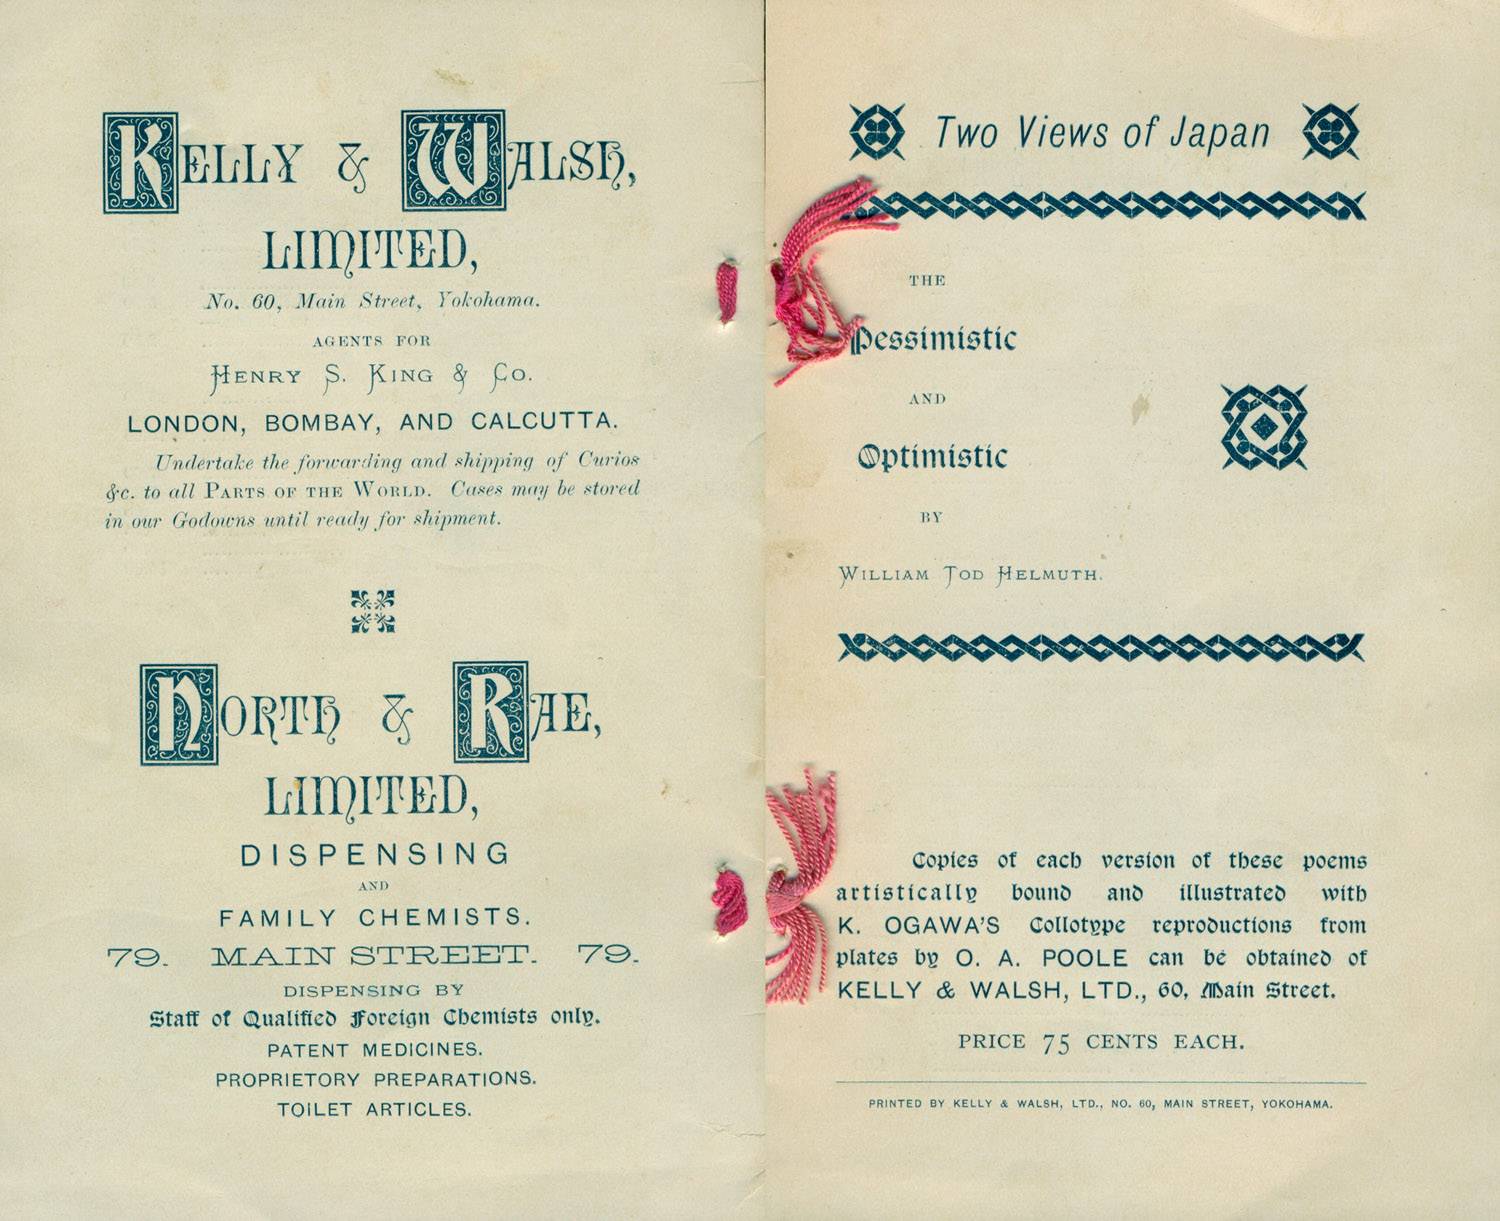 KELLY & WALSH,
LIMITED,
No. 60, Main Street, Yokohama.
AGENTS FOR
HENRY S. KING & Co.
LONDON, BOMBAY, AND CALCUTTA.
Undertake the forwarding and shipping of Curios
&c. to all PARTS OF THE WORLD. Cases may be stored
in our Godowns until ready for shipment.
NORTH & RAE,
LIMITED,
DISPENSING
AND
FAMILY CHEMISTS.
79. MAIN STREET. 79.
DISPENSING BY
Staff of Qualified Foreign Chemists only.
PATENT MEDICINES.
PROPRIETORY PREPARATIONS.
TOILET ARTICLES.
Two Views of Japan
THE
Pessimistic
AND
Optimistic
BY
WILLIAM TOD HELMUTH.
Copies of each version of these poems
artistically bound and illustrated with
K. OGAWA'S Collotype reproductions from
plates by O. A. POOLE can be obtained of
KELLY & WALSH, LTD., 60, Main Street.
PRICE 75 CENTS EACH.
PRINTED BY KELLY & WALSH, LTD., NO. 60, MAIN STREET, YOKOHAMA.